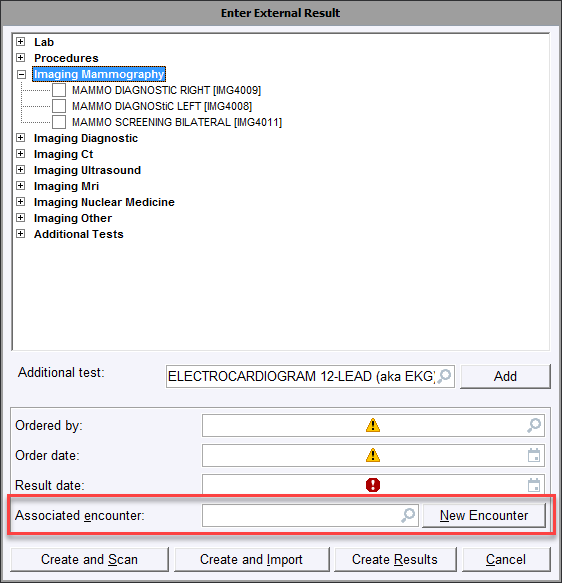 Enter External Result
Lab
Procedures
Imaging Mammography
MAMMO DIAGNOSTIC RIGHT [IMG4009]
MAMMO DIAGNOStiC LEFT [IMG4008]
MAMMO SCREENING BILATERAL [IMG4011]
Imaging Diagnostic
Imaging Ct
Imaging Ultrasound
Imaging Mri
Imaging Nuclear Medicine
Imaging Other
Additional Tests
Additional test: ELECTROCARDIOGRAM 12-LEAD (aka EKG) Add
Ordered by:
Order date:
Result date:
Associated encounter: New Encounter
Create and Scan Create and Import Create Results Cancel